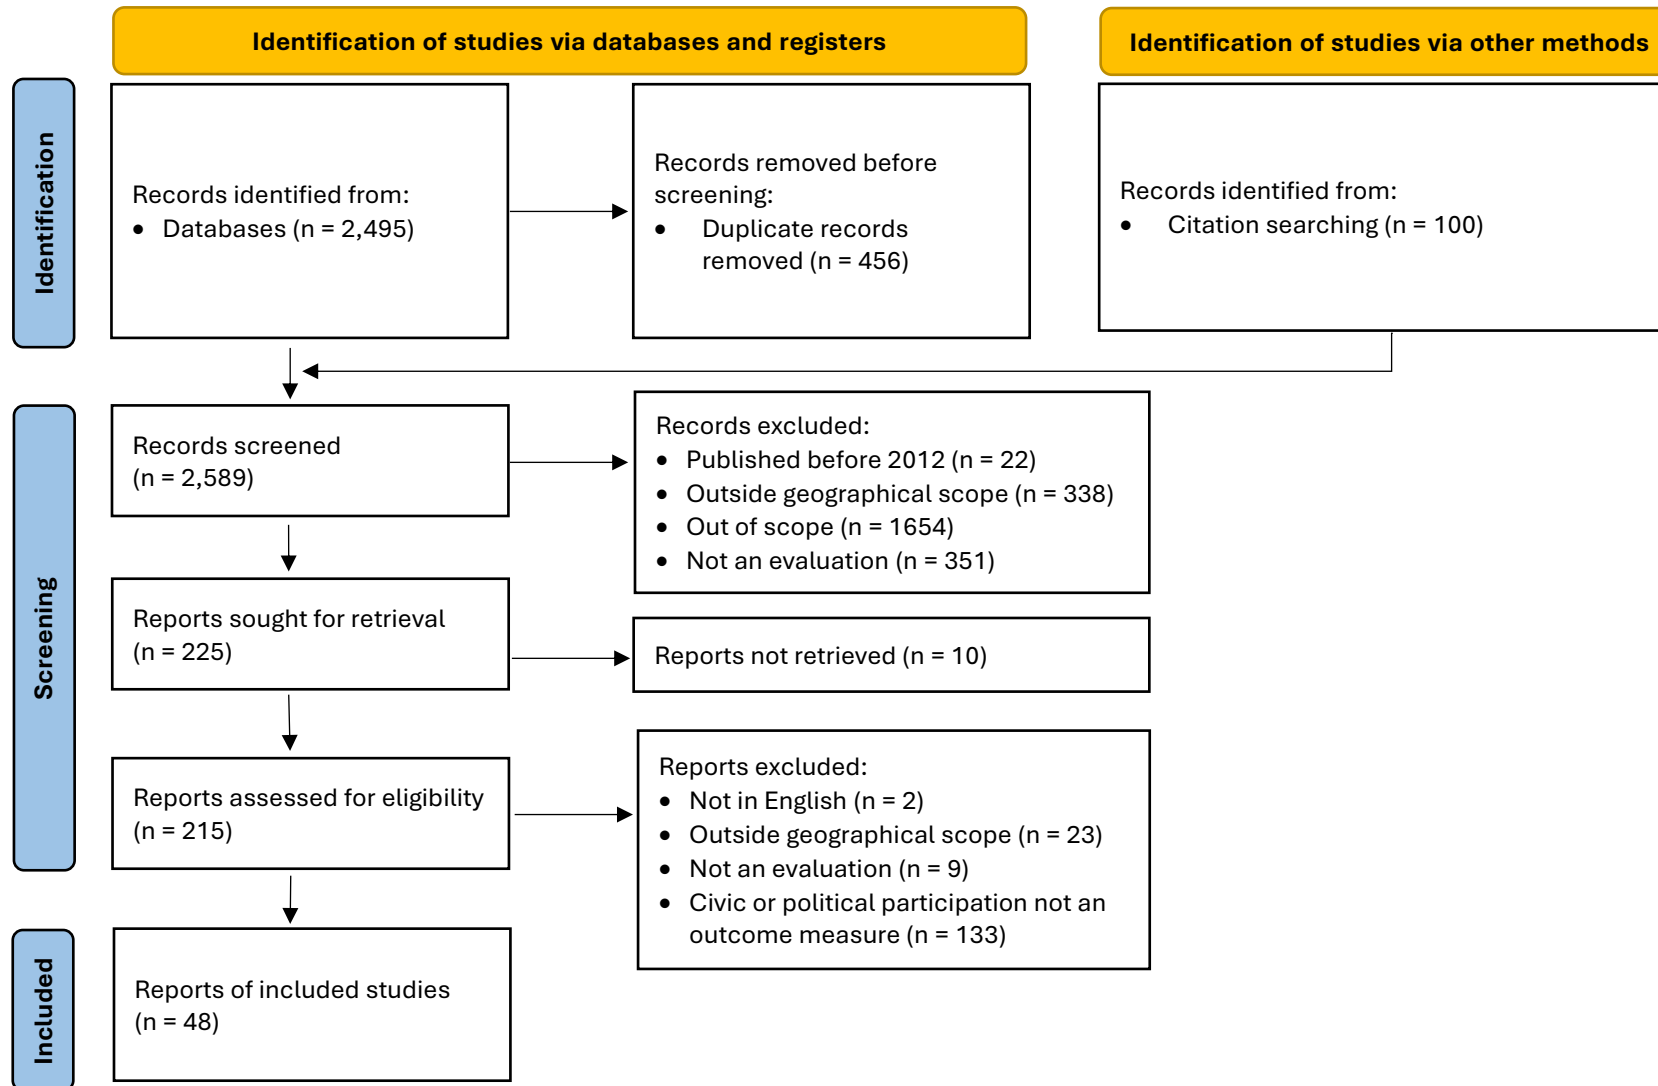 Identification of studies via databases and registers
Identification of studies via other methods
Identification
Records identified from:
• Databases (n = 2,495)
Records removed before
screening:
• Duplicate records
removed (n = 456)
Records identified from:
• Citation searching (n = 100)
Screening
Records screened
(n = 2,589)
Records excluded:
• Published before 2012 (n = 22)
• Outside geographical scope (n = 338)
• Out of scope (n = 1654)
• Not an evaluation (n = 351)
Reports sought for retrieval
(n = 225)
Reports not retrieved (n = 10)
Reports assessed for eligibility
(n = 215)
Reports excluded:
• Not in English (n = 2)
• Outside geographical scope (n = 23)
• Not an evaluation (n = 9)
• Civic or political participation not an
outcome measure (n = 133)
Included
Reports of included studies
(n = 48)